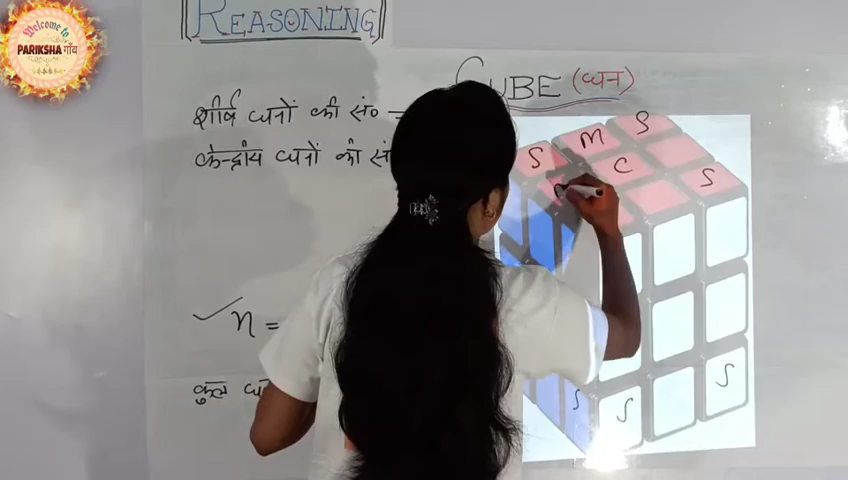 Welcome to
PARIKSHA गाँव
REASONING
CUBE (घन)
शीर्ष घनों की सं० =
केन्द्रीय घनों की सं
✓ n =
कुल
S M S
S C S
S S S